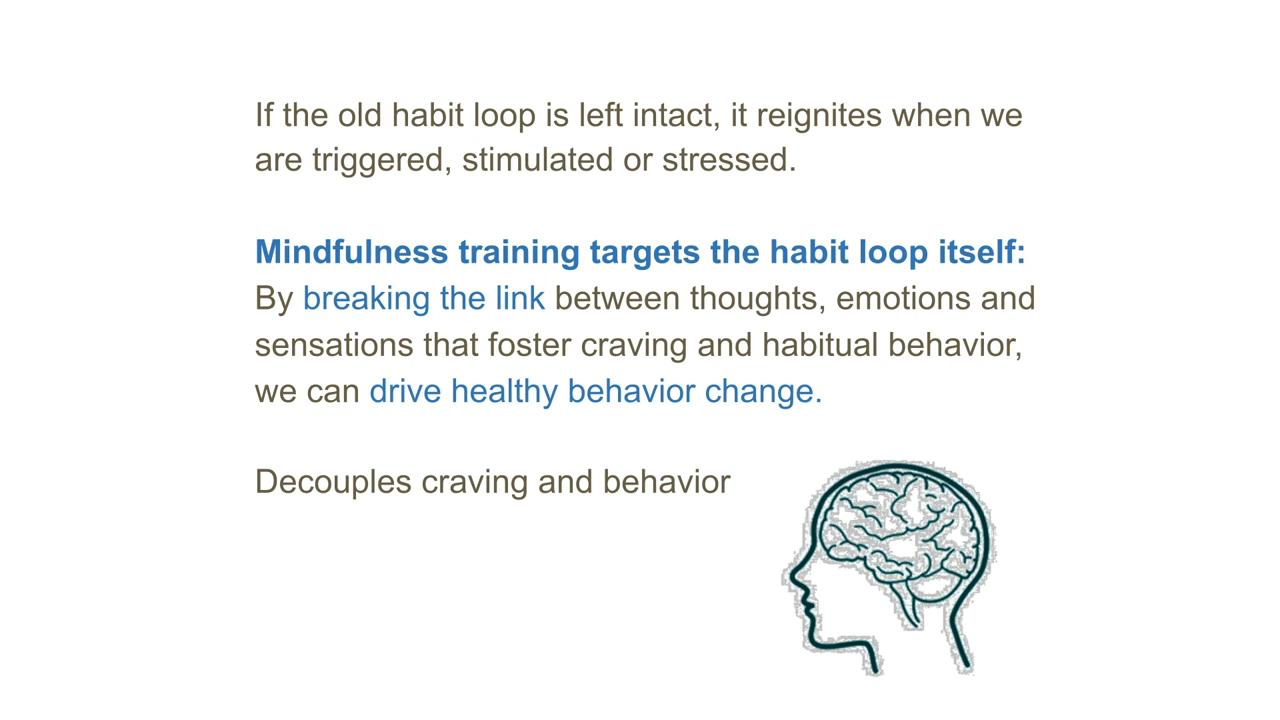 If the old habit loop is left intact, it reignites when we
are triggered, stimulated or stressed.
Mindfulness training targets the habit loop itself:
By breaking the link between thoughts, emotions and
sensations that foster craving and habitual behavior,
we can drive healthy behavior change.
Decouples craving and behavior